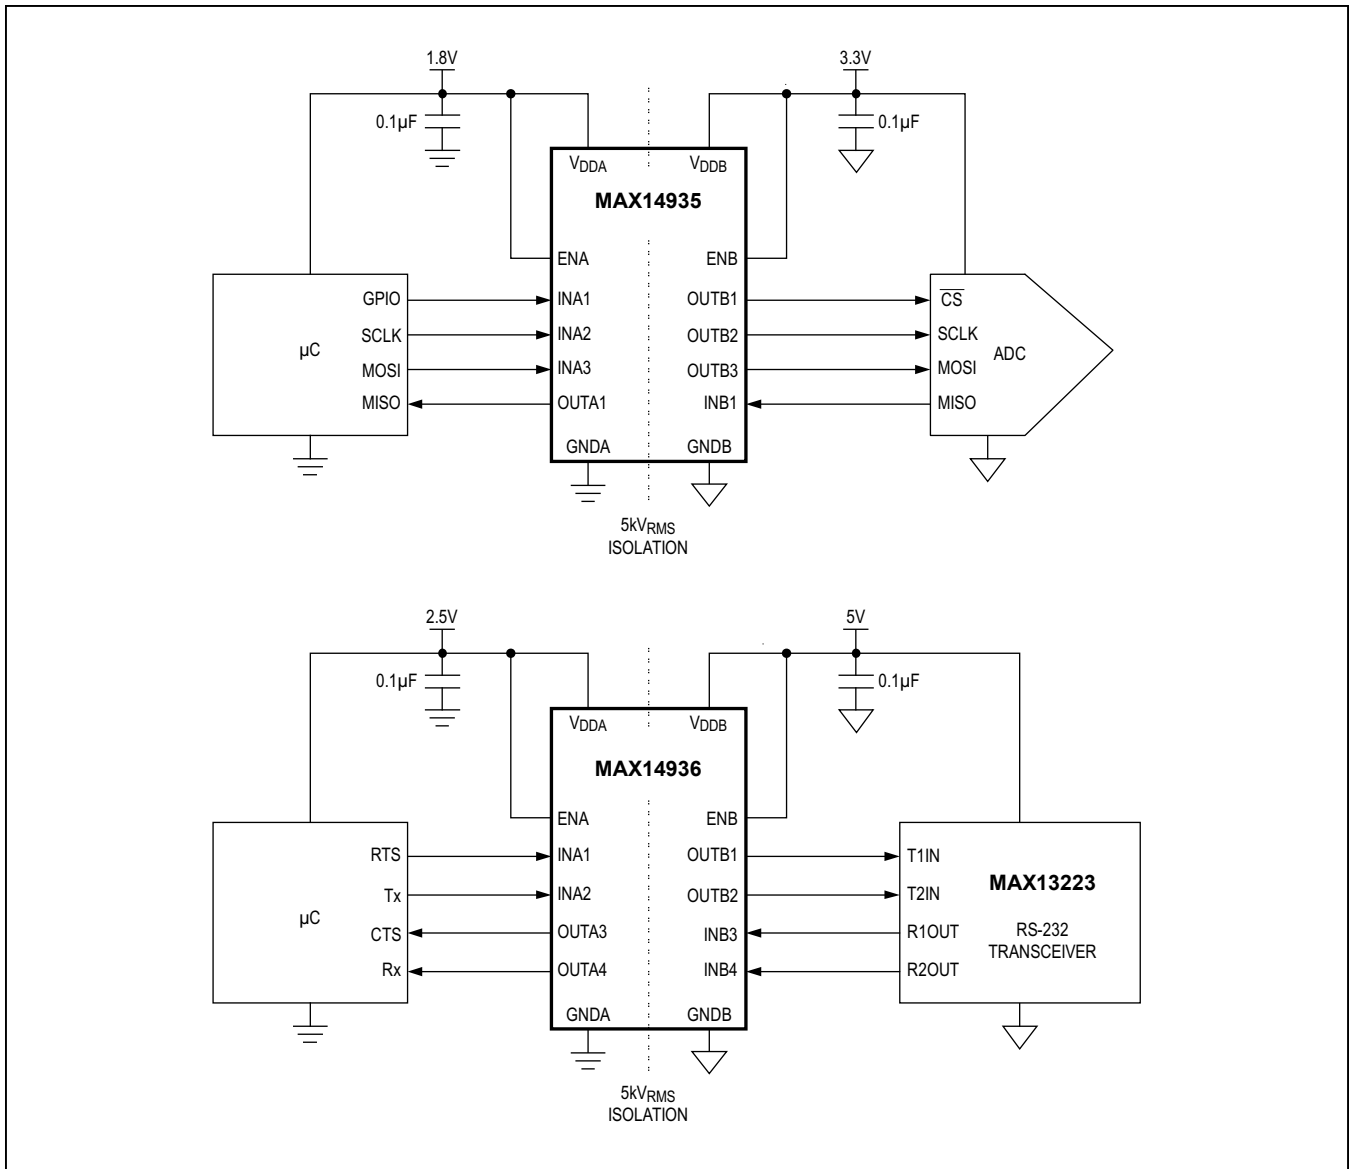 1.8V
3.3V
0.1µF
0.1µF
VDDA
VDDB
MAX14935
ENA
ENB
GPIO
INA1
OUTB1
CS
SCLK
INA2
OUTB2
SCLK
µC
ADC
MOSI
INA3
OUTB3
MOSI
MISO
OUTA1
INB1
MISO
GNDA
GNDB
5kVRMS
ISOLATION
2.5V
5V
0.1µF
0.1µF
VDDA
VDDB
MAX14936
ENA
ENB
RTS
INA1
OUTB1
T1IN
MAX13223
Tx
INA2
OUTB2
T2IN
µC
CTS
OUTA3
INB3
R1OUT
RS-232
TRANSCEIVER
Rx
OUTA4
INB4
R2OUT
GNDA
GNDB
5kVRMS
ISOLATION